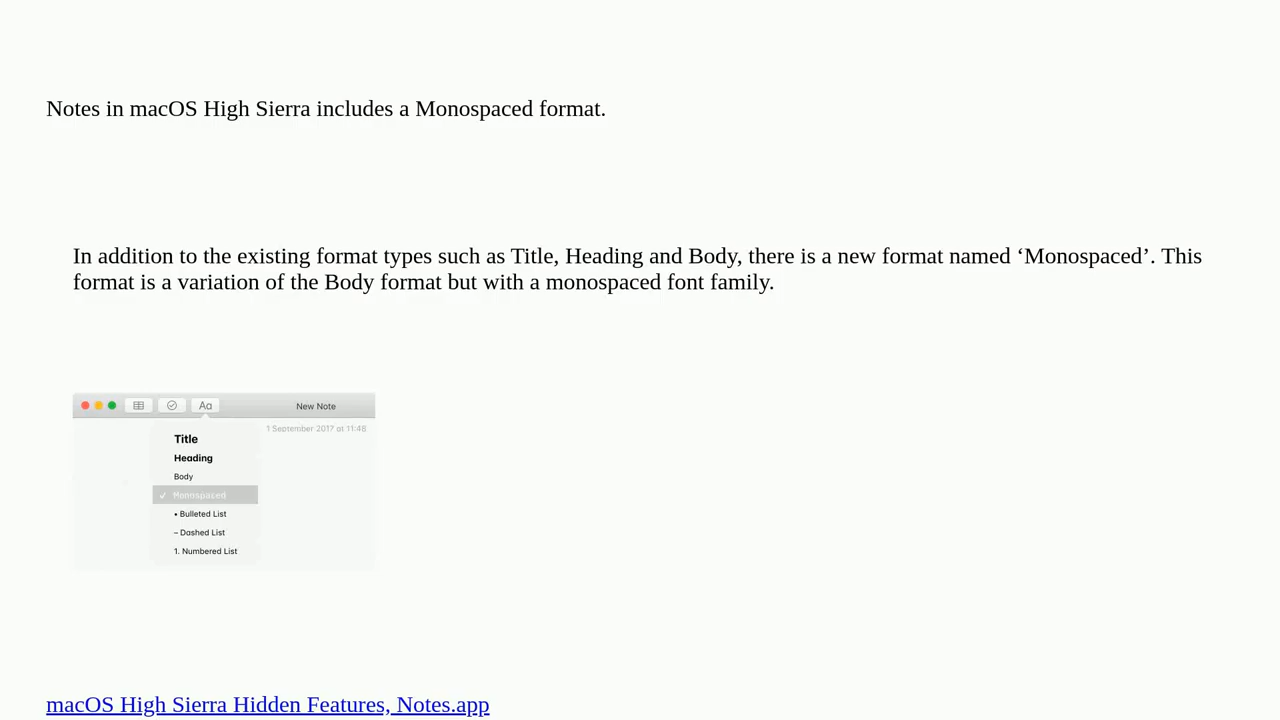 Notes in macOS High Sierra includes a Monospaced format.
In addition to the existing format types such as Title, Heading and Body, there is a new format named ‘Monospaced’. This
format is a variation of the Body format but with a monospaced font family.
Aa
New Note
1 September 2017 at 11:48
Title
Heading
Body
✓ Monospaced
• Bulleted List
– Dashed List
1. Numbered List
macOS High Sierra Hidden Features, Notes.app